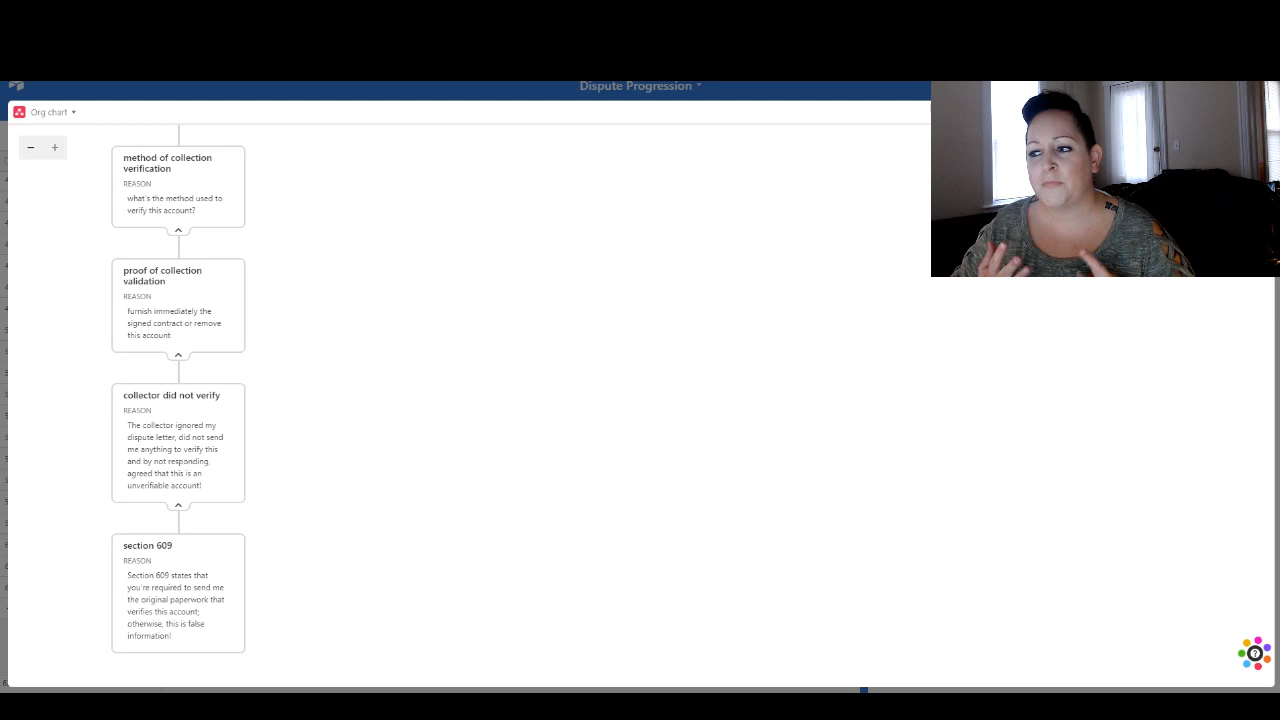 Dispute Progression
Org chart
method of collection
verification
REASON
what's the method used to
verify this account?
proof of collection
validation
REASON
furnish immediately the
signed contract or remove
this account
collector did not verify
REASON
The collector ignored my
dispute letter, did not send
me anything to verify this
and by not responding,
agreed that this is an
unverifiable account!
section 609
REASON
Section 609 states that
you're required to send me
the original paperwork that
verifies this account;
otherwise, this is false
information!